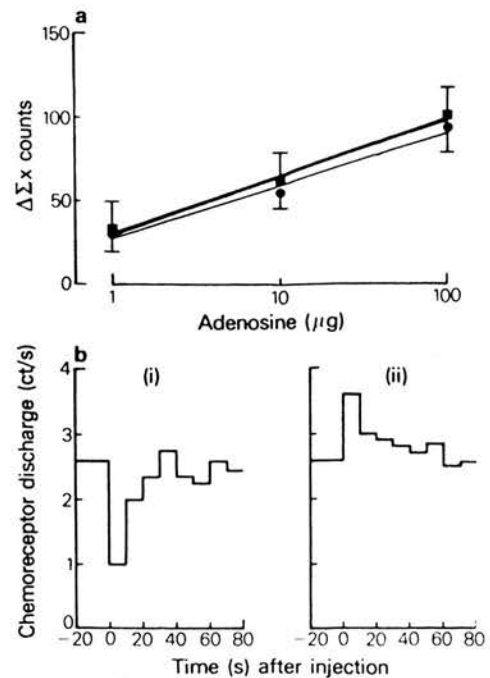 a
150
100
50
0
ΔΣx counts
1
10
100
Adenosine (μg)
b
(i)
(ii)
4
3
2
1
0
Chemoreceptor discharge (ct/s)
-20 0 20 40 60 80
-20 0 20 40 60 80
Time (s) after injection